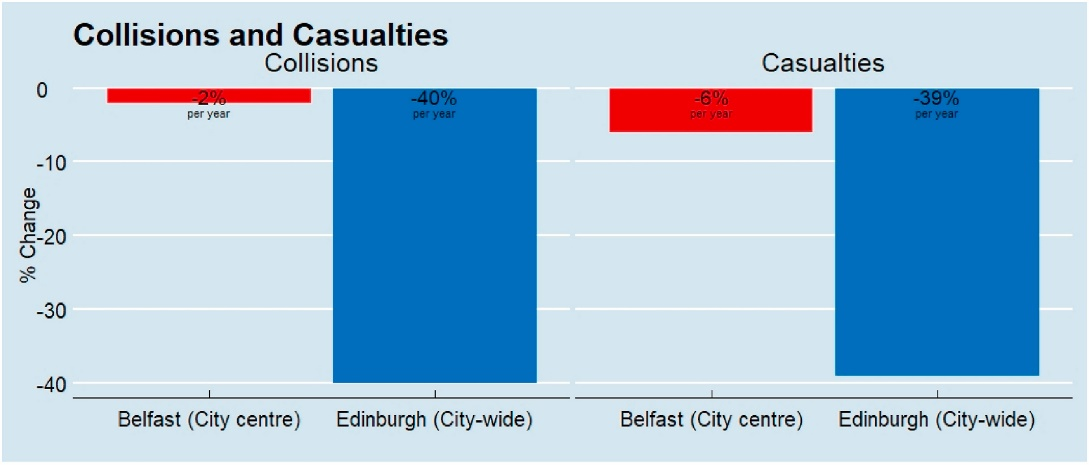 Collisions and Casualties
Collisions
Casualties
% Change
0
-10
-20
-30
-40
-2%
per year
-40%
per year
-6%
per year
-39%
per year
Belfast (City centre)
Edinburgh (City-wide)
Belfast (City centre)
Edinburgh (City-wide)